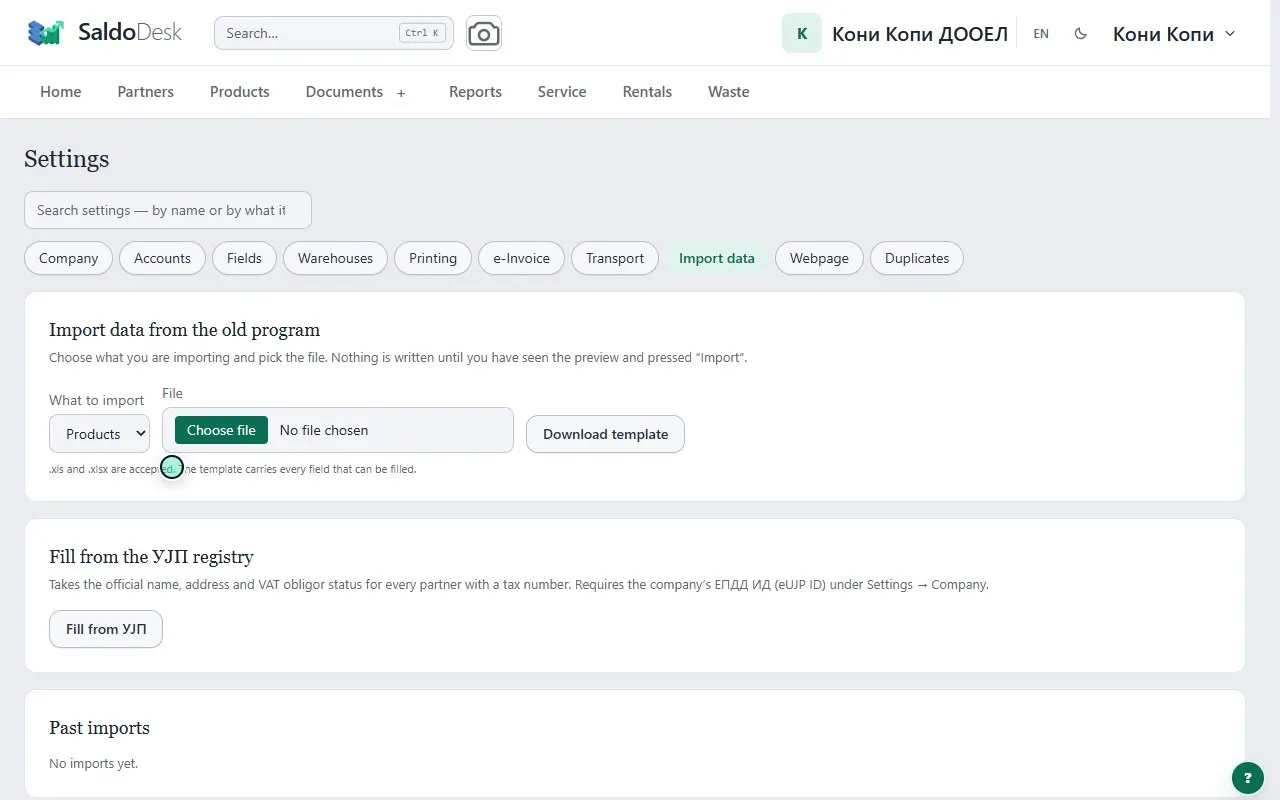 SaldoDesk
Search...
Ctrl K
К
Кони Копи ДООЕЛ
EN
Кони Копи
Home
Partners
Products
Documents +
Reports
Service
Rentals
Waste
Settings
Search settings — by name or by what it
Company
Accounts
Fields
Warehouses
Printing
e-Invoice
Transport
Import data
Webpage
Duplicates
Import data from the old program
Choose what you are importing and pick the file. Nothing is written until you have seen the preview and pressed “Import”.
What to import
File
Products
Choose file
No file chosen
Download template
.xls and .xlsx are accepted. The template carries every field that can be filled.
Fill from the УЈП registry
Takes the official name, address and VAT obligor status for every partner with a tax number. Requires the company’s ЕПДД ИД (eUJP ID) under Settings → Company.
Fill from УЈП
Past imports
No imports yet.
?